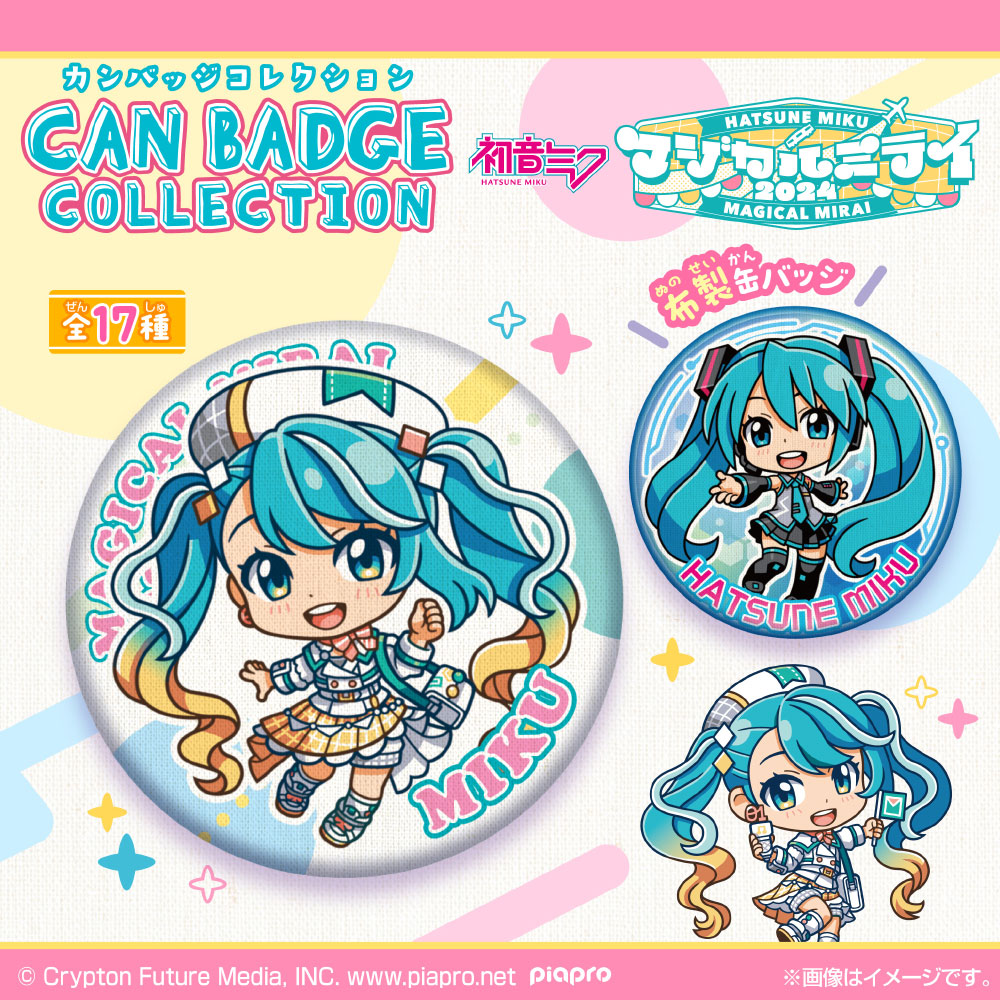 カンバッジコレクション
CAN BADGE
COLLECTION
初音ミク
HATSUNE MIKU
HATSUNE MIKU
マジカルミライ
2024
MAGICAL MIRAI
ぬの せい かん
布製缶バッジ
ぜん しゅ
全17種
MAGICAL MIRAI
MIKU
HATSUNE MIKU
01
© Crypton Future Media, INC. www.piapro.net piapro
※画像はイメージです。